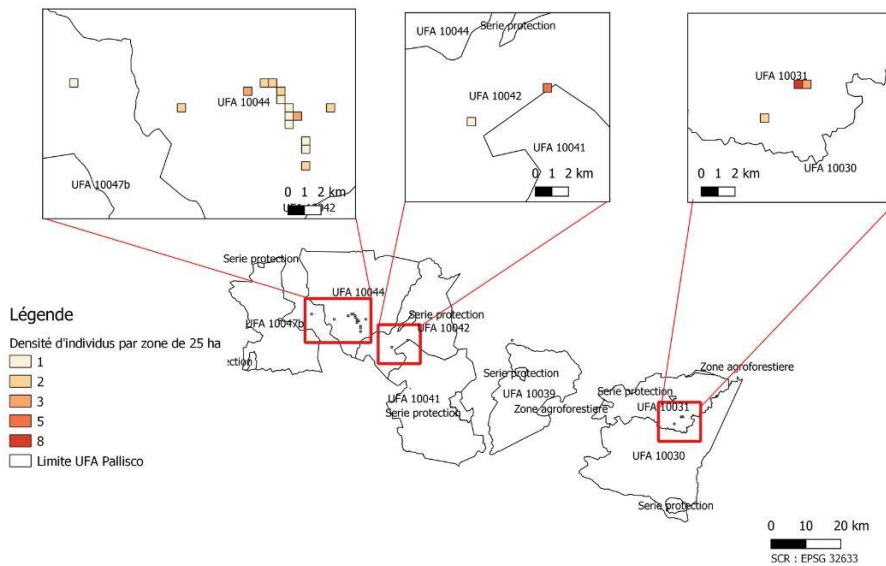 Serie protection
UFA 10044
UFA 10044
UFA 10042
UFA 10041
UFA 10047b
0 1 2 km
0 1 2 km
UFA 10031
UFA 10030
0 1 2 km
Serie protection
UFA 10044
Serie protection
UFA 10047b
UFA 10042
Légende
Densité d'individus par zone de 25 ha
1
2
3
5
8
Limite UFA Pallisco
Serie protection
UFA 10039
UFA 10041
Serie protection
Zone agroforestiere
Zone agroforestiere
Serie protection
UFA 10031
UFA 10030
Serie protection
0 10 20 km
SCR : EPSG 32633